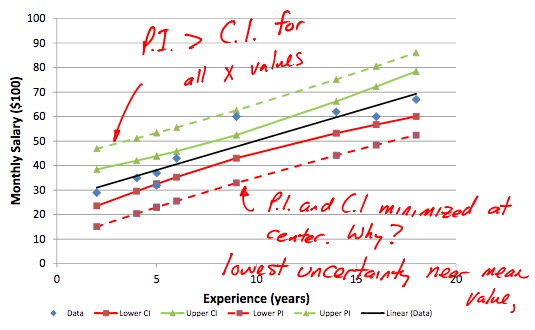 100
90
80
70
60
50
40
30
20
10
0
Monthly Salary ($100)
P.I. > C.I. for
all X values
P.I. and C.I minimized at
center. Why?
lowest uncertainty near mean
value,
0 5 10 15 20
Experience (years)
Data Lower CI Upper CI Lower PI Upper PI Linear (Data)